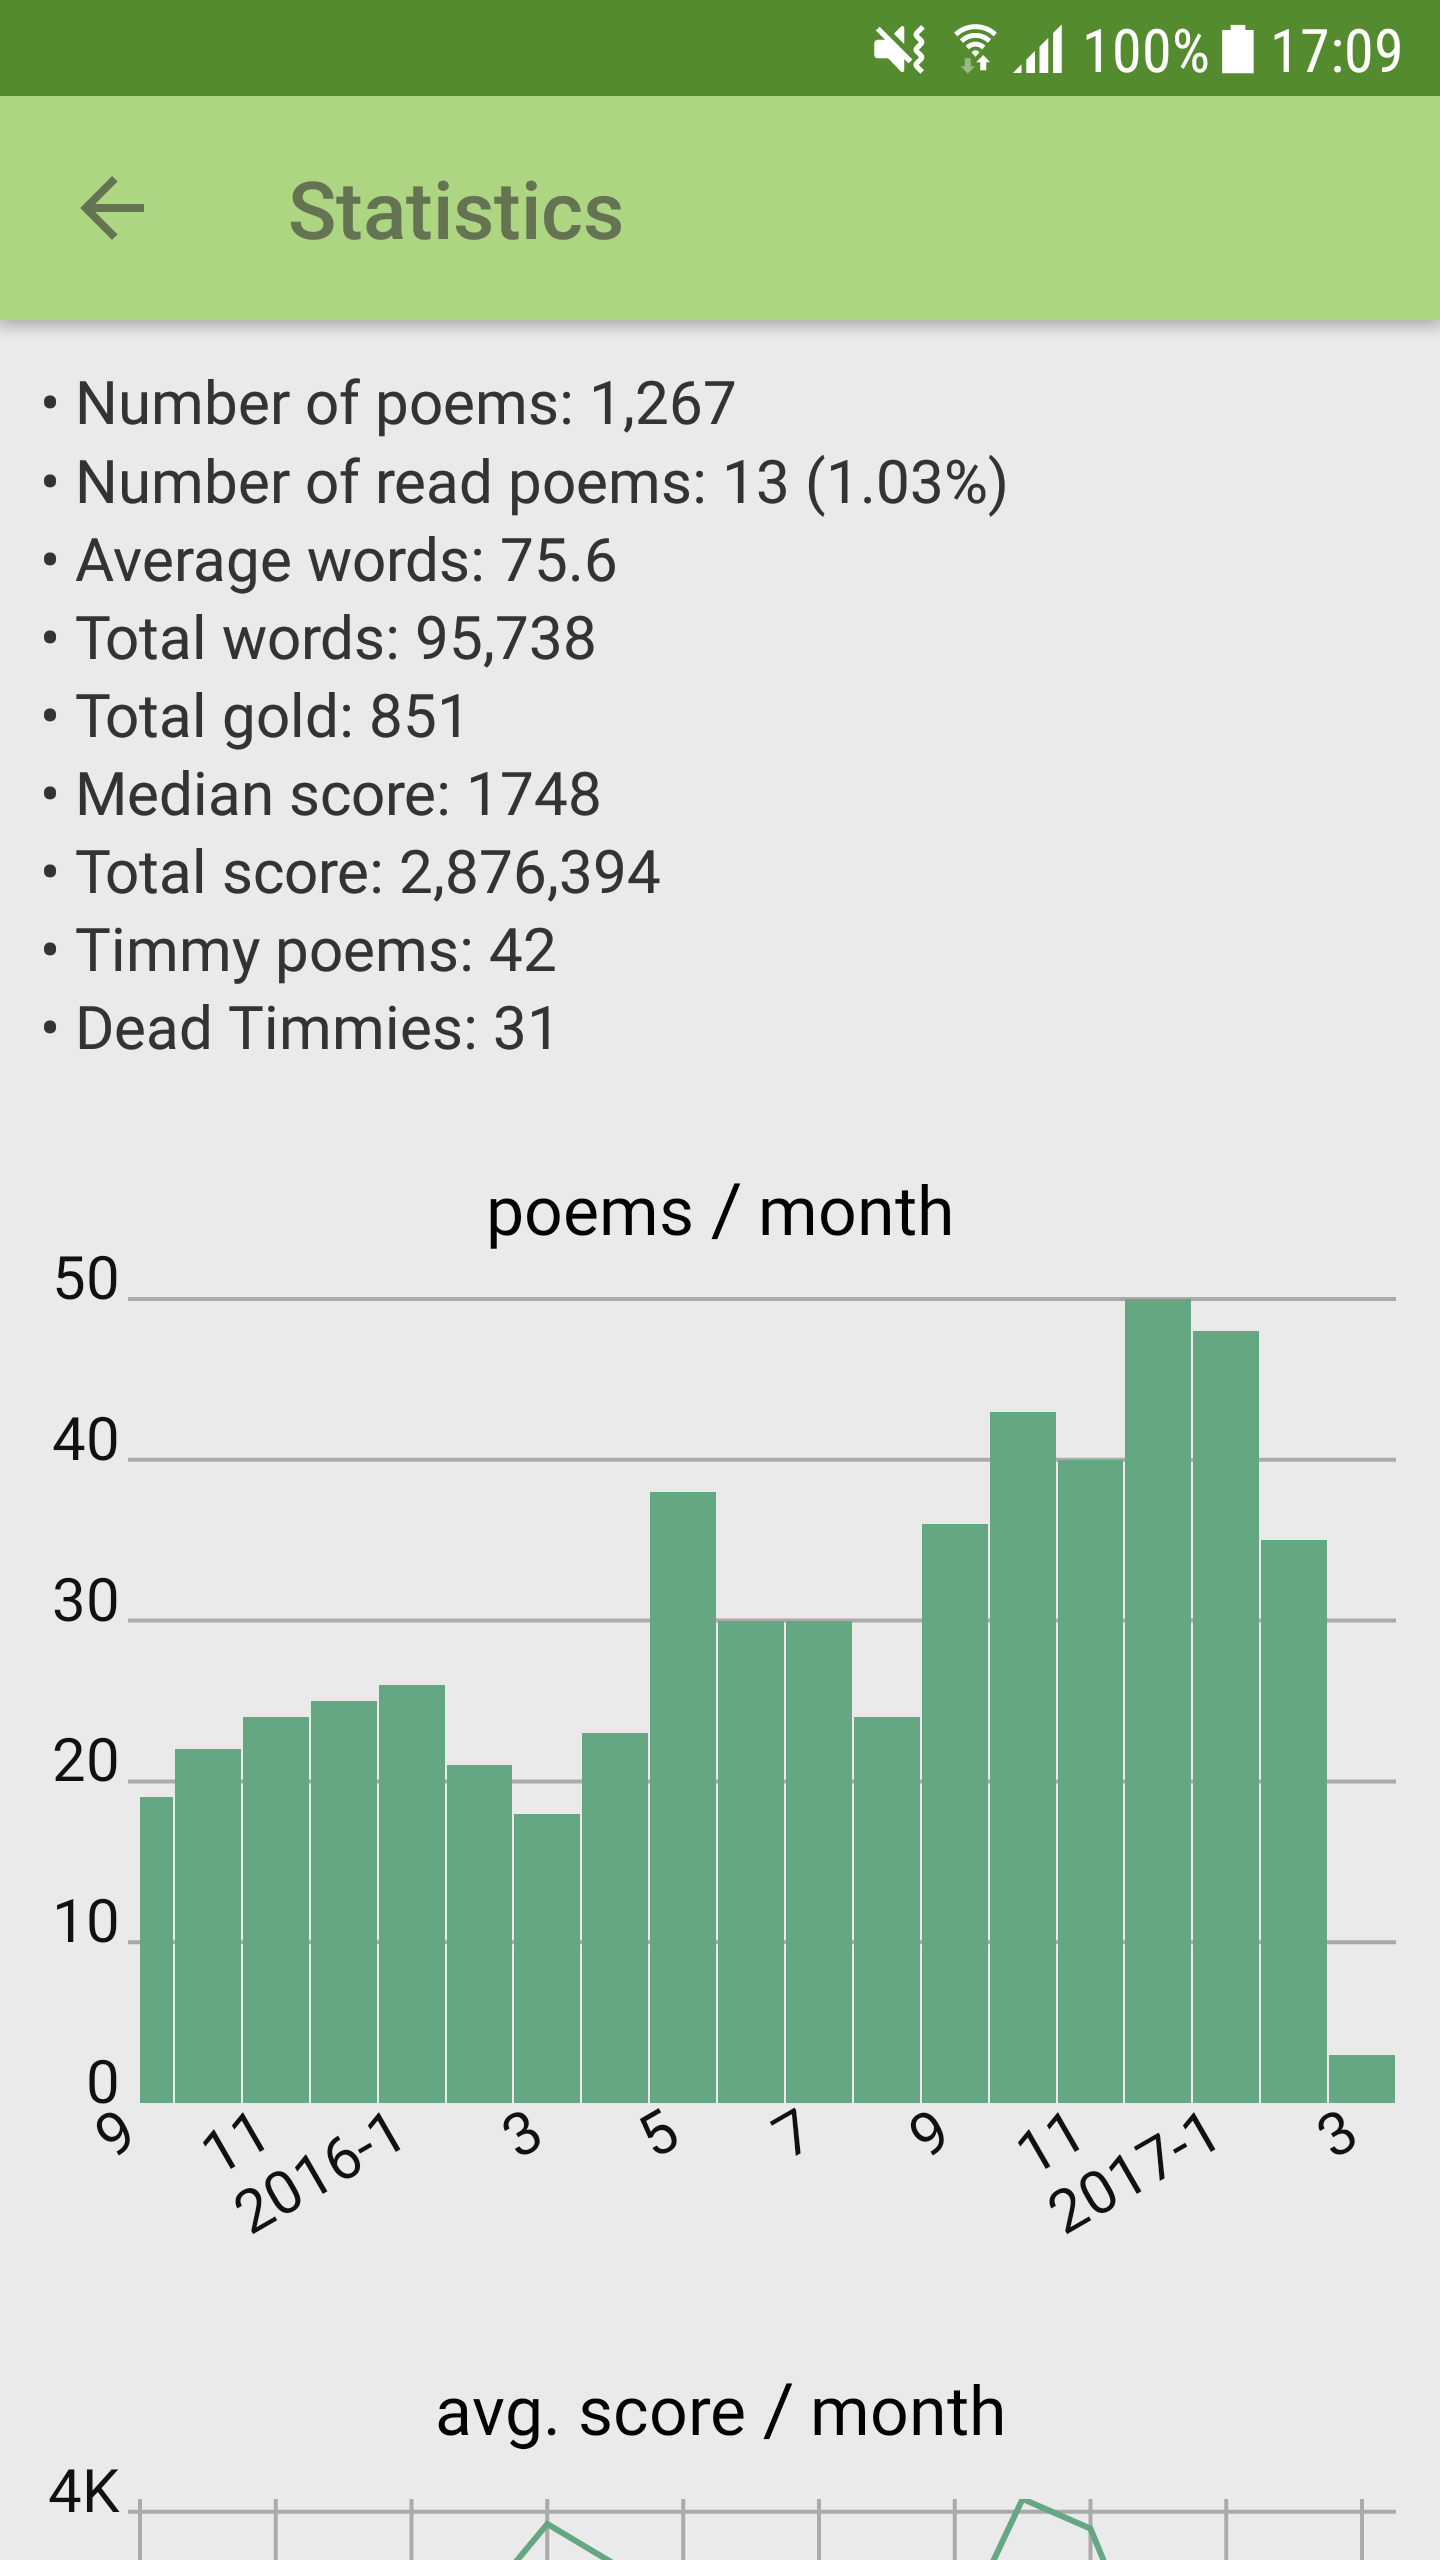 100% 17:09
Statistics
• Number of poems: 1,267
• Number of read poems: 13 (1.03%)
• Average words: 75.6
• Total words: 95,738
• Total gold: 851
• Median score: 1748
• Total score: 2,876,394
• Timmy poems: 42
• Dead Timmies: 31
poems / month
50
40
30
20
10
0
9 11 2016-1 3 5 7 9 11 2017-1 3
avg. score / month
4K